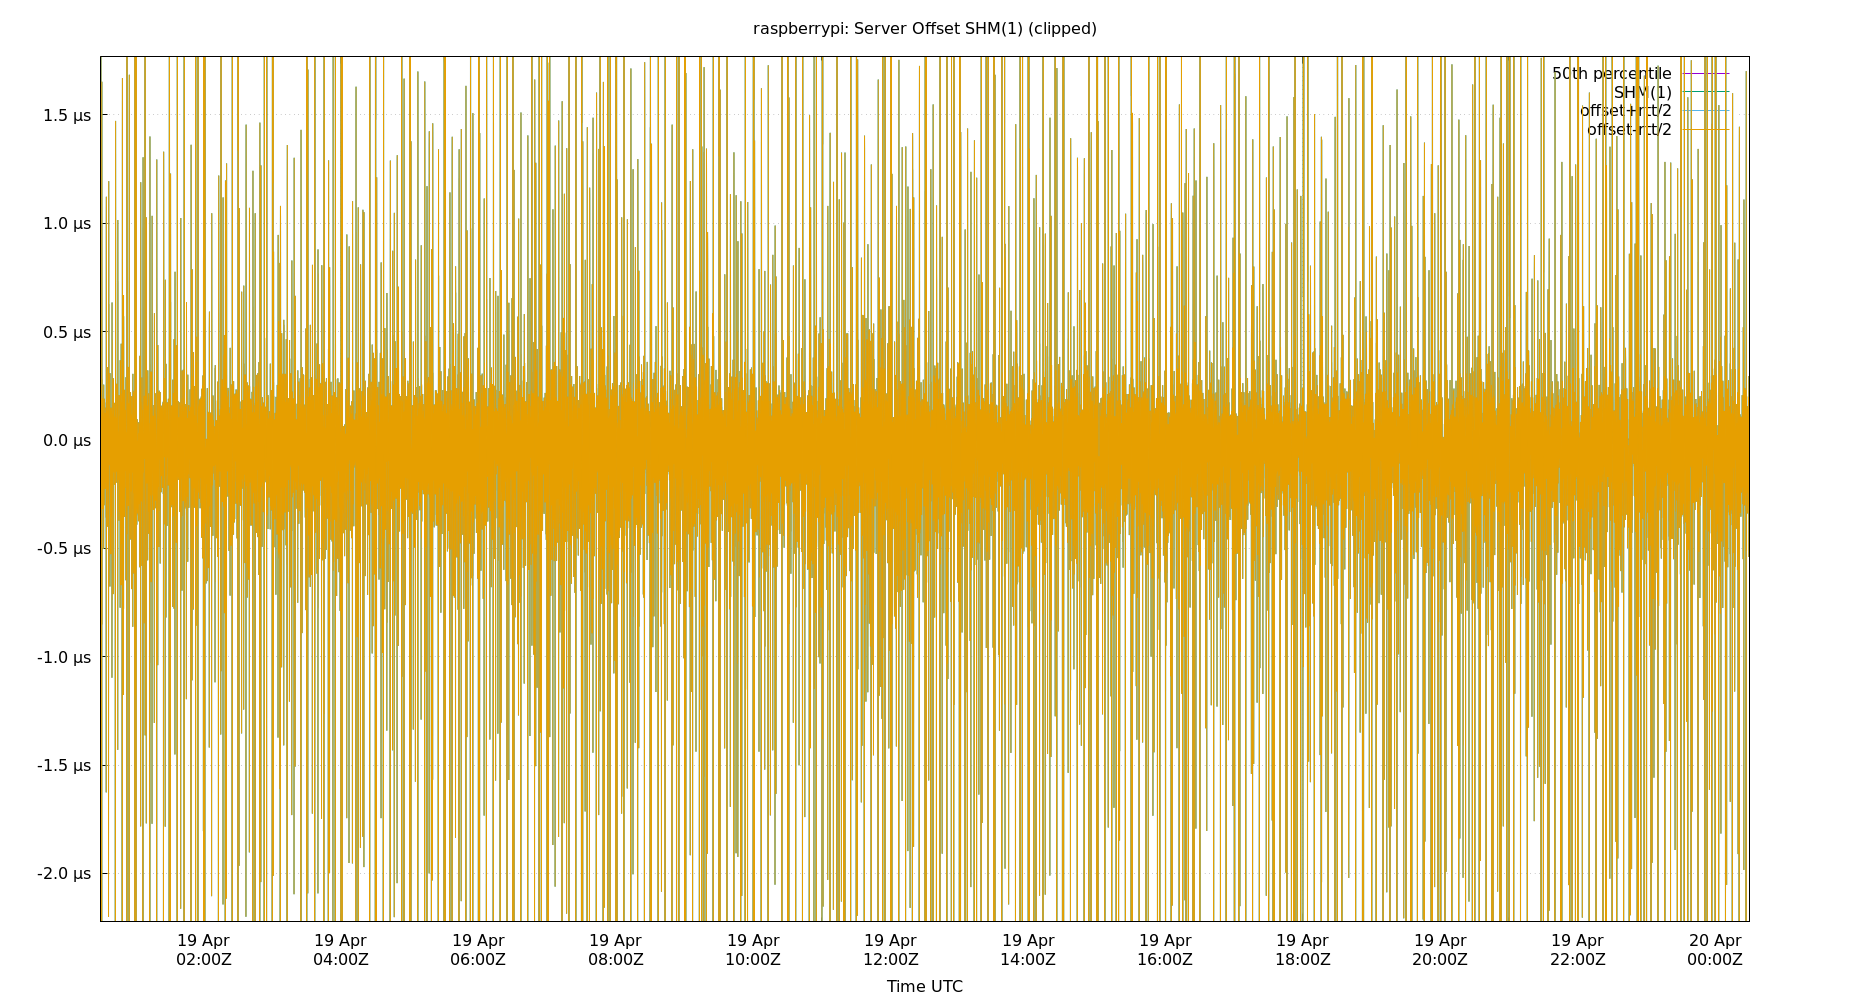 raspberrypi: Server Offset SHM(1) (clipped)
50th percentile
SHM(1)
offset+rtt/2
offset-rtt/2
1.5 µs
1.0 µs
0.5 µs
0.0 µs
-0.5 µs
-1.0 µs
-1.5 µs
-2.0 µs
19 Apr 19 Apr 19 Apr 19 Apr 19 Apr 19 Apr 19 Apr 19 Apr 19 Apr 19 Apr 19 Apr 20 Apr
02:00Z 04:00Z 06:00Z 08:00Z 10:00Z 12:00Z 14:00Z 16:00Z 18:00Z 20:00Z 22:00Z 00:00Z
Time UTC